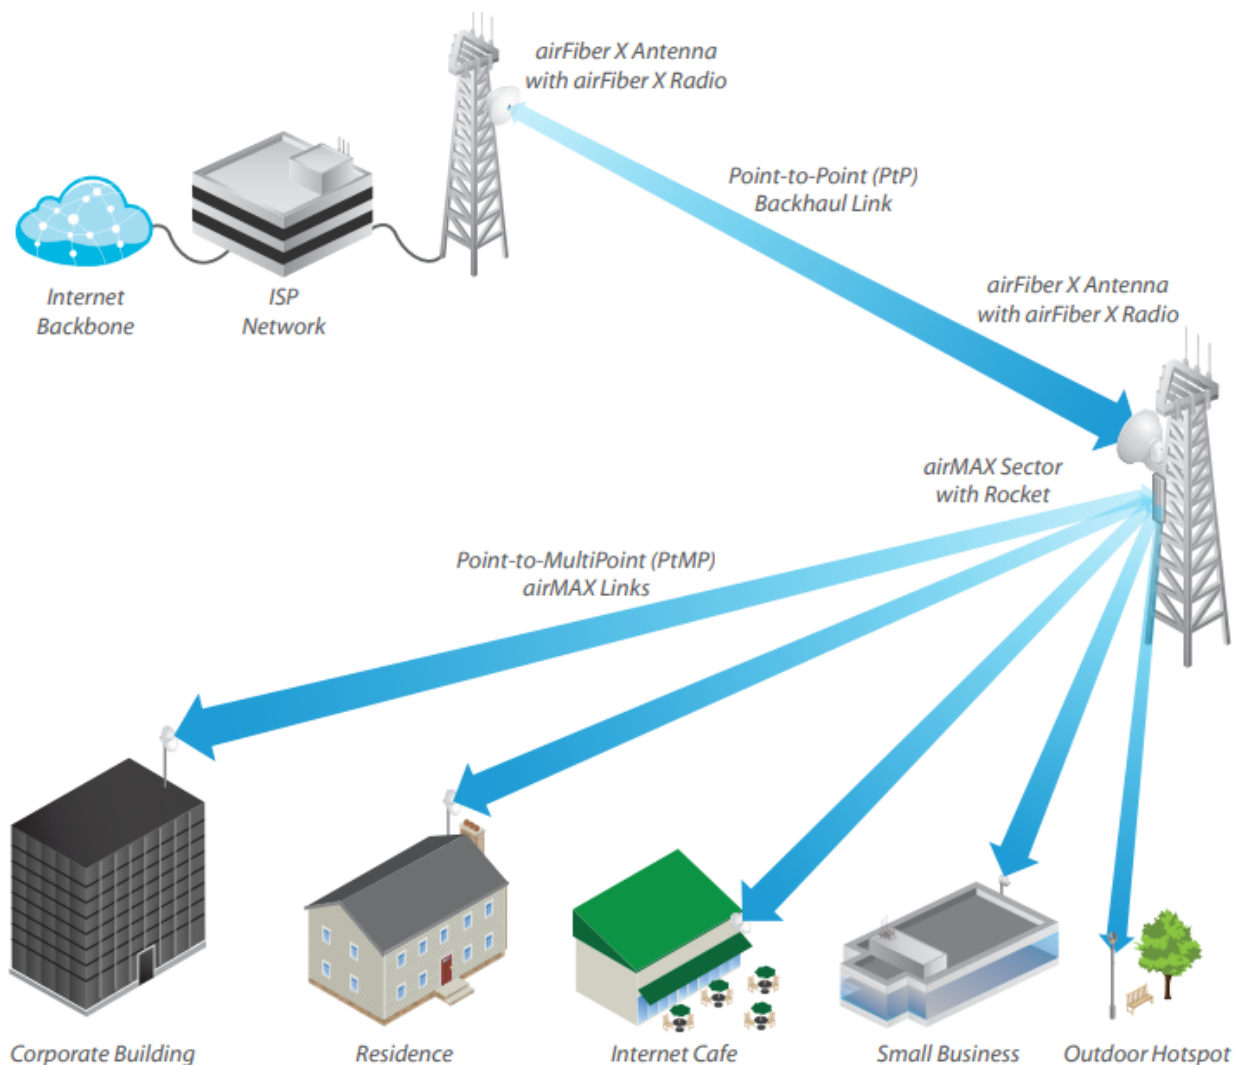 airFiber X Antenna
with airFiber X Radio
Point-to-Point (PtP)
Backhaul Link
Internet
Backbone
ISP
Network
airFiber X Antenna
with airFiber X Radio
airMAX Sector
with Rocket
Point-to-MultiPoint (PtMP)
airMAX Links
Corporate Building
Residence
Internet Cafe
Small Business
Outdoor Hotspot